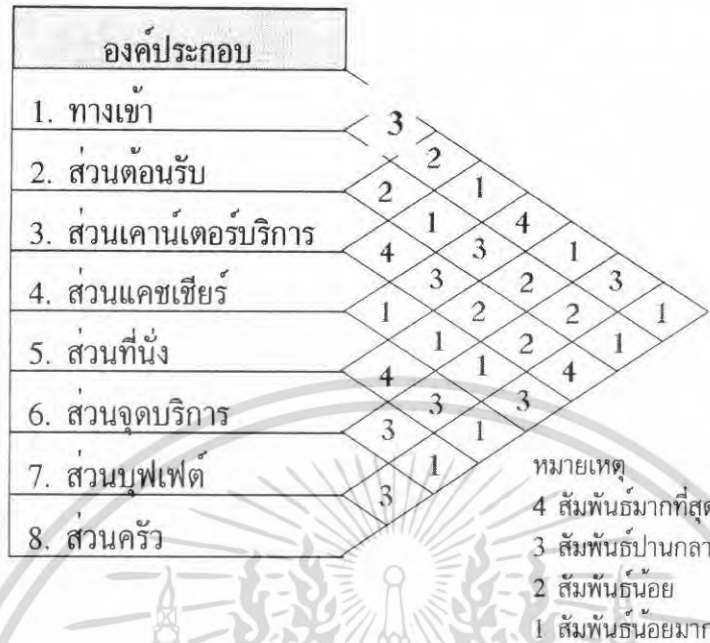 องค์ประกอบ
1. ทางเข้า
3
2
2. ส่วนต้อนรับ
2 1
1 4
3. ส่วนเคาน์เตอร์บริการ
4 3 1
3 2 3
4. ส่วนแคชเชียร์
1 2 2 1
1 2 1
5. ส่วนที่นั่ง
4 1 4
3 3
6. ส่วนจุดบริการ
3 1
1
7. ส่วนบุฟเฟต์
3
8. ส่วนครัว
หมายเหตุ
4 สัมพันธ์มากที่สุด
3 สัมพันธ์ปานกลา
2 สัมพันธ์น้อย
1 สัมพันธ์น้อยมาก